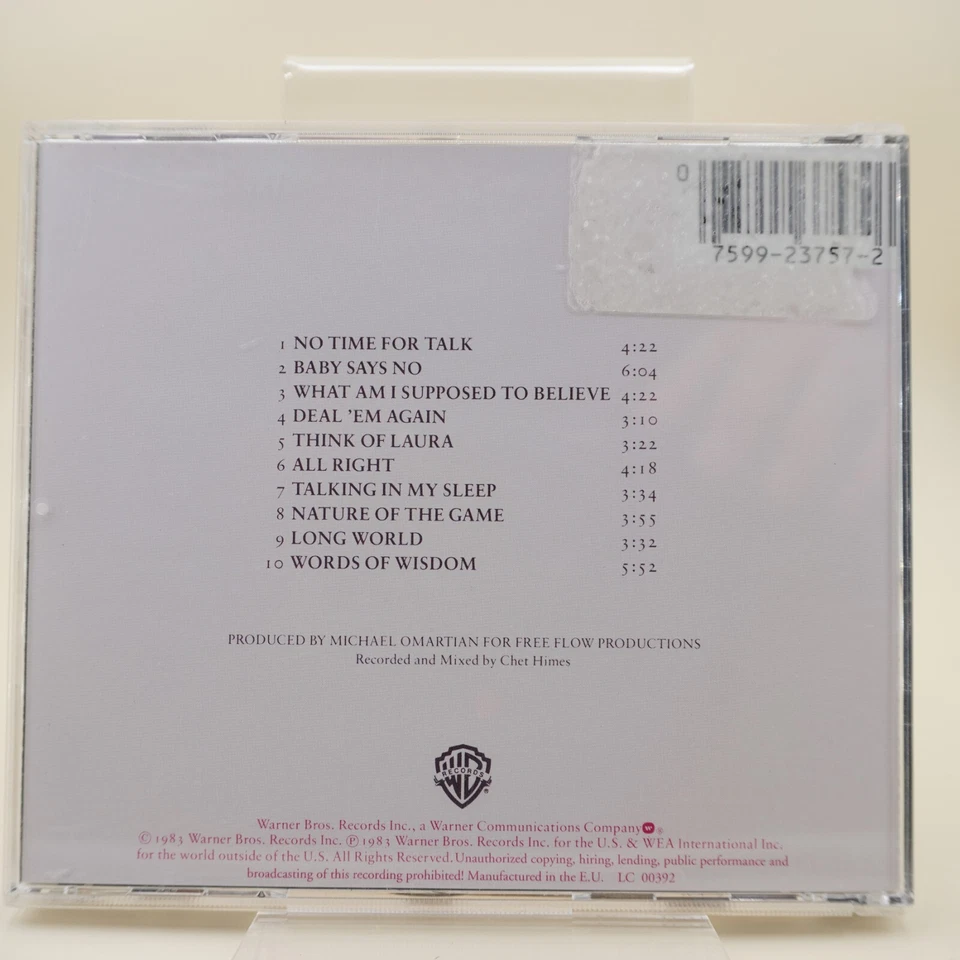 0
7599-23757-2
1 NO TIME FOR TALK 4:22
2 BABY SAYS NO 6:04
3 WHAT AM I SUPPOSED TO BELIEVE 4:22
4 DEAL 'EM AGAIN 3:10
5 THINK OF LAURA 3:22
6 ALL RIGHT 4:18
7 TALKING IN MY SLEEP 3:34
8 NATURE OF THE GAME 3:55
9 LONG WORLD 3:32
10 WORDS OF WISDOM 5:52
PRODUCED BY MICHAEL OMARTIAN FOR FREE FLOW PRODUCTIONS
Recorded and Mixed by Chet Himes
WB
RECORDS
®
Warner Bros. Records Inc., a Warner Communications Company W ®
© 1983 Warner Bros. Records Inc. ℗ 1983 Warner Bros. Records Inc. for the U.S. & WEA International Inc.
for the world outside of the U.S. All Rights Reserved. Unauthorized copying, hiring, lending, public performance and
broadcasting of this recording prohibited! Manufactured in the E.U. LC 00392